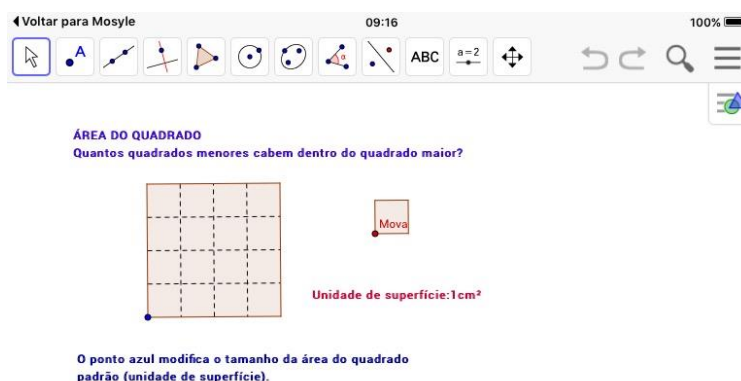 Voltar para Mosyle
09:16
100%
A
α
ABC
a=2
ÁREA DO QUADRADO
Quantos quadrados menores cabem dentro do quadrado maior?
Mova
Unidade de superfície:1cm²
O ponto azul modifica o tamanho da área do quadrado
padrão (unidade de superfície).